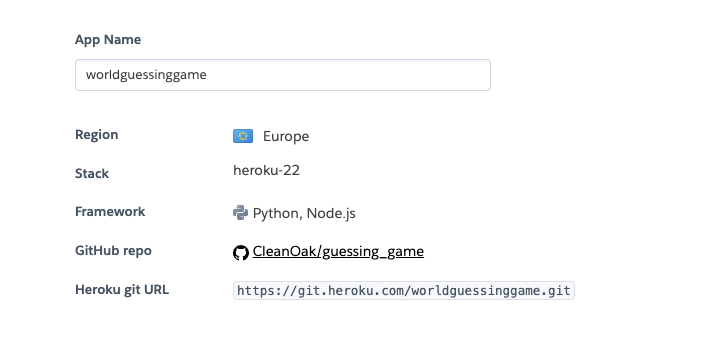 App Name
worldguessinggame
Region Europe
Stack heroku-22
Framework Python, Node.js
GitHub repo CleanOak/guessing_game
Heroku git URL https://git.heroku.com/worldguessinggame.git